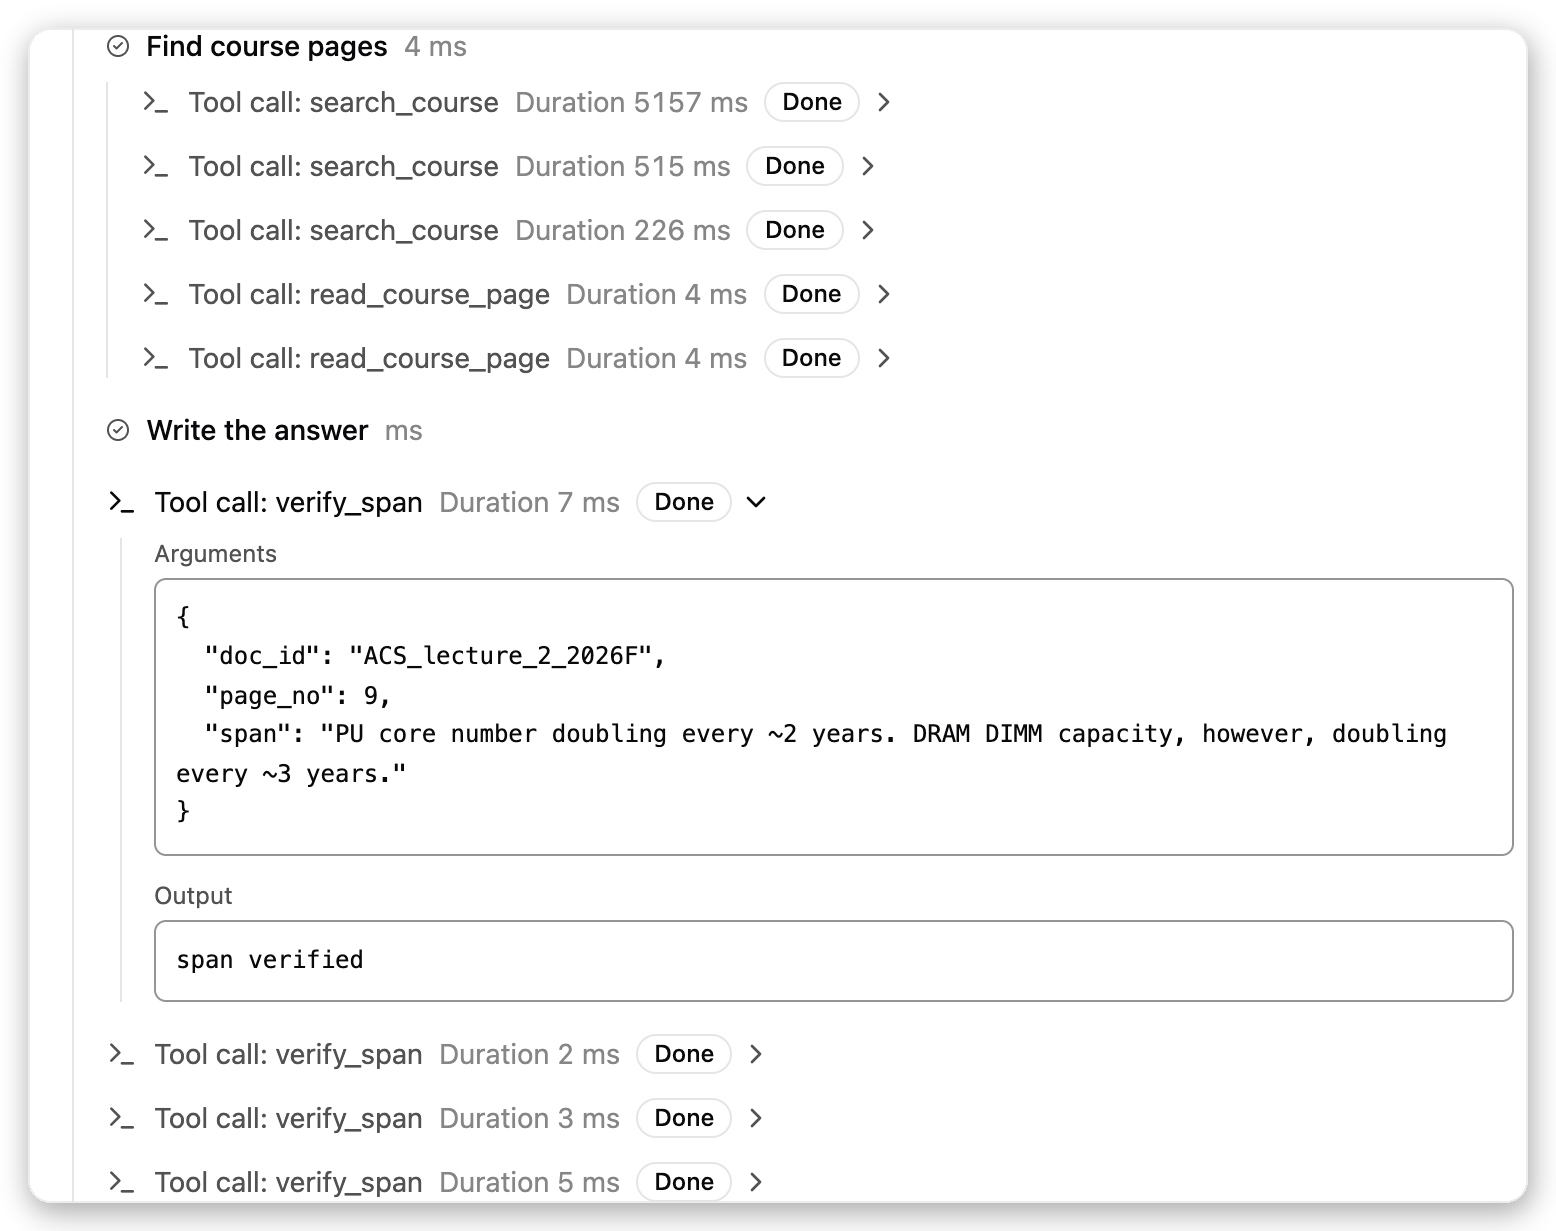 Find course pages 4 ms
Tool call: search_course Duration 5157 ms Done
Tool call: search_course Duration 515 ms Done
Tool call: search_course Duration 226 ms Done
Tool call: read_course_page Duration 4 ms Done
Tool call: read_course_page Duration 4 ms Done
Write the answer ms
Tool call: verify_span Duration 7 ms Done
Arguments
{
  "doc_id": "ACS_lecture_2_2026F",
  "page_no": 9,
  "span": "PU core number doubling every ~2 years. DRAM DIMM capacity, however, doubling
every ~3 years."
}
Output
span verified
Tool call: verify_span Duration 2 ms Done
Tool call: verify_span Duration 3 ms Done
Tool call: verify_span Duration 5 ms Done